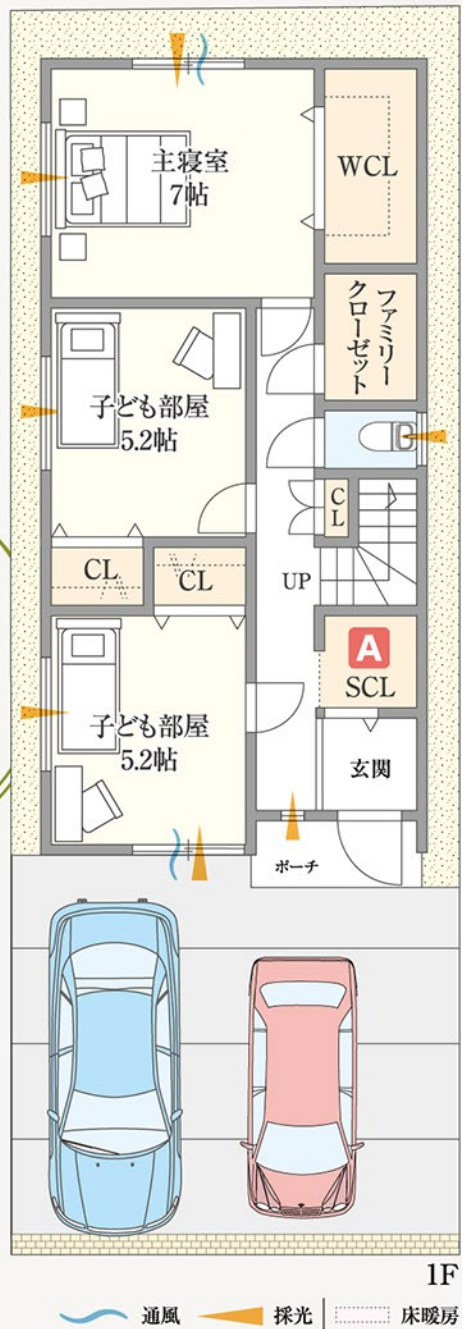 主寝室
7帖
WCL
ファミリー
クローゼット
子ども部屋
5.2帖
CL
UP
CL
CL
A
SCL
子ども部屋
5.2帖
玄関
ポーチ
1F
通風
採光
床暖房